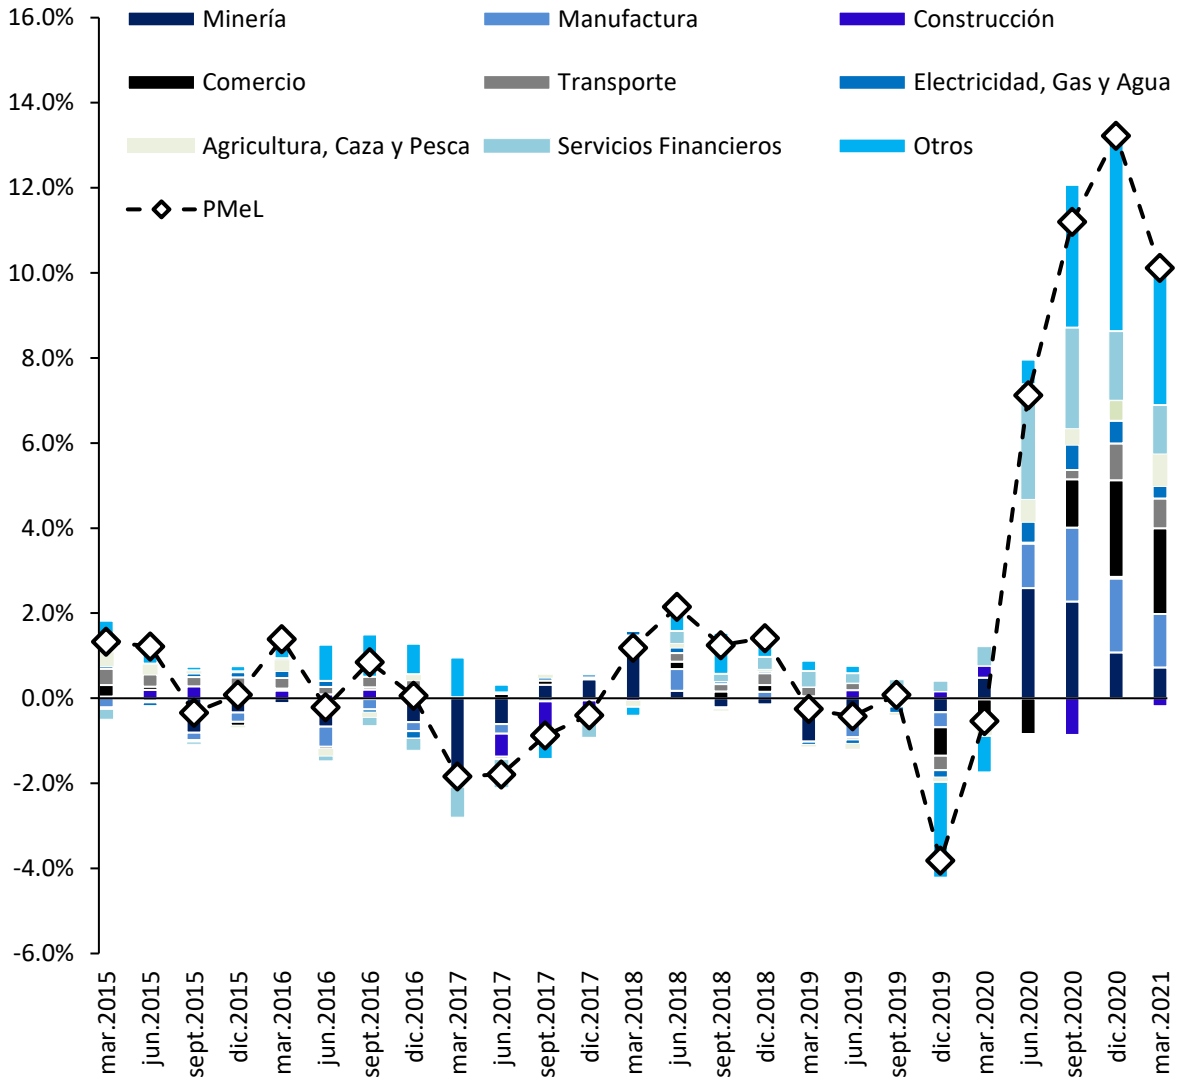 16.0%
14.0%
12.0%
10.0%
8.0%
6.0%
4.0%
2.0%
0.0%
-2.0%
-4.0%
-6.0%
Minería
Manufactura
Construcción
Comercio
Transporte
Electricidad, Gas y Agua
Agricultura, Caza y Pesca
Servicios Financieros
Otros
PMeL
mar.2015
jun.2015
sept.2015
dic.2015
mar.2016
jun.2016
sept.2016
dic.2016
mar.2017
jun.2017
sept.2017
dic.2017
mar.2018
jun.2018
sept.2018
dic.2018
mar.2019
jun.2019
sept.2019
dic.2019
mar.2020
jun.2020
sept.2020
dic.2020
mar.2021